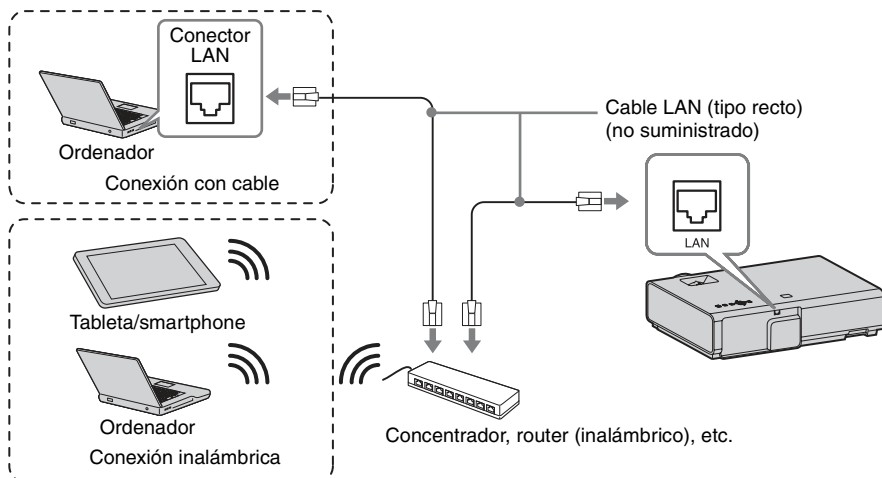 Conector
LAN
Ordenador
Conexión con cable
Cable LAN (tipo recto)
(no suministrado)
LAN
Tableta/smartphone
Ordenador
Conexión inalámbrica
Concentrador, router (inalámbrico), etc.